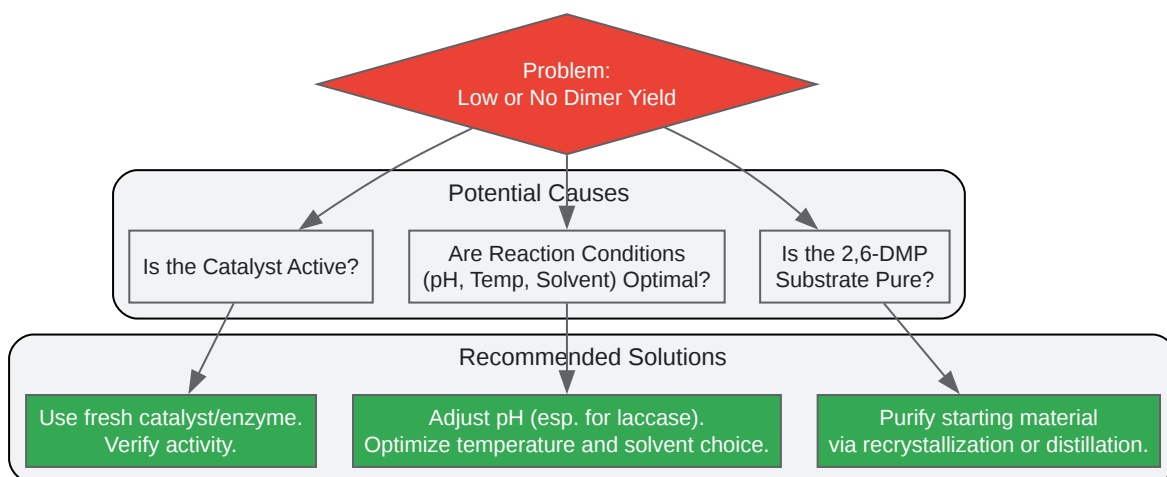 Problem:
Low or No Dimer Yield
Potential Causes
Is the Catalyst Active?
Are Reaction Conditions
(pH, Temp, Solvent) Optimal?
Is the 2,6-DMP
Substrate Pure?
Recommended Solutions
Use fresh catalyst/enzyme.
Verify activity.
Adjust pH (esp. for laccase).
Optimize temperature and solvent choice.
Purify starting material
via recrystallization or distillation.